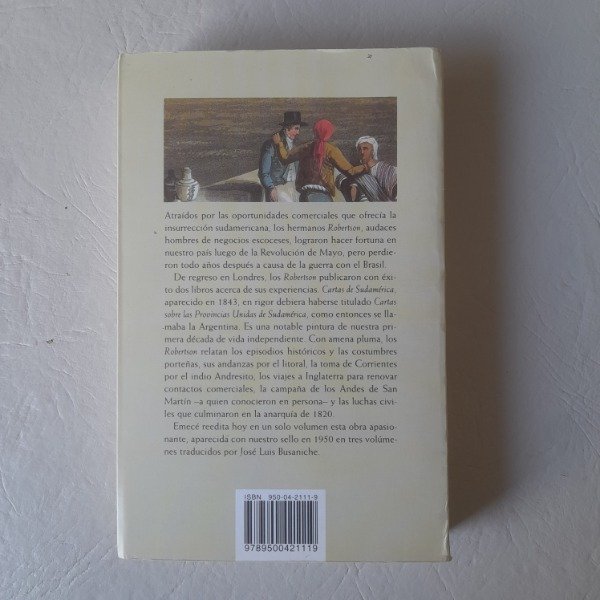 Atraídos por las oportunidades comerciales que ofrecía la
insurrección sudamericana, los hermanos Robertson, audaces
hombres de negocios escoceses, lograron hacer fortuna en
nuestro país luego de la Revolución de Mayo, pero perdie-
ron todo años después a causa de la guerra con el Brasil.
De regreso en Londres, los Robertson publicaron con éxi-
to dos libros acerca de sus experiencias. Cartas de Sudamérica,
aparecido en 1843, en rigor debiera haberse titulado Cartas
sobre las Provincias Unidas de Sudamérica, como entonces se lla-
maba la Argentina. Es una notable pintura de nuestra pri-
mera década de vida independiente. Con amena pluma, los
Robertson relatan los episodios históricos y las costumbres
porteñas, sus andanzas por el litoral, la toma de Corrientes
por el indio Andresito, los viajes a Inglaterra para renovar
contactos comerciales, la campaña de los Andes de San
Martín –a quien conocieron en persona– y las luchas civi-
les que culminaron en la anarquía de 1820.
Emecé reedita hoy en un solo volumen esta obra apasio-
nante, aparecida con nuestro sello en 1950 en tres volúme-
nes traducidos por José Luis Busaniche.
ISBN 950-04-2111-9
9789500421119